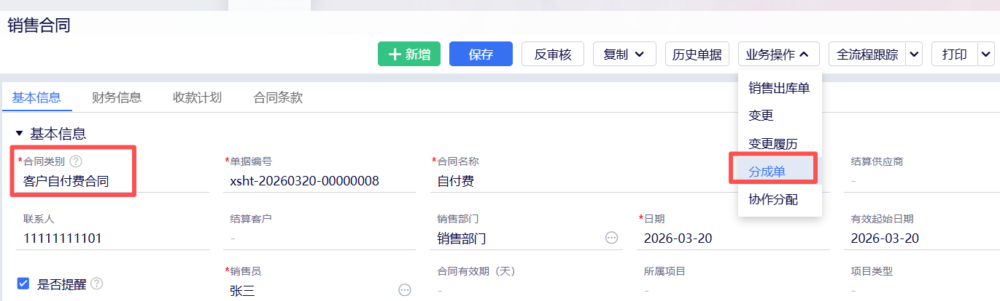 销售合同
新增 保存 反审核 复制 历史单据 业务操作 全流程跟踪 打印
销售出库单
变更
变更履历
分成单
协作分配
基本信息 财务信息 收款计划 合同条款
基本信息
*合同类别 *单据编号 *合同名称 结算供应商
客户自付费合同 xsht-20260320-00000008 自付费 -
联系人 结算客户 销售部门 *日期 有效起始日期
11111111101 - 销售部门 2026-03-20 2026-03-20
是否提醒 *销售员 合同有效期（天） 所属项目 项目类型
张三 - - -